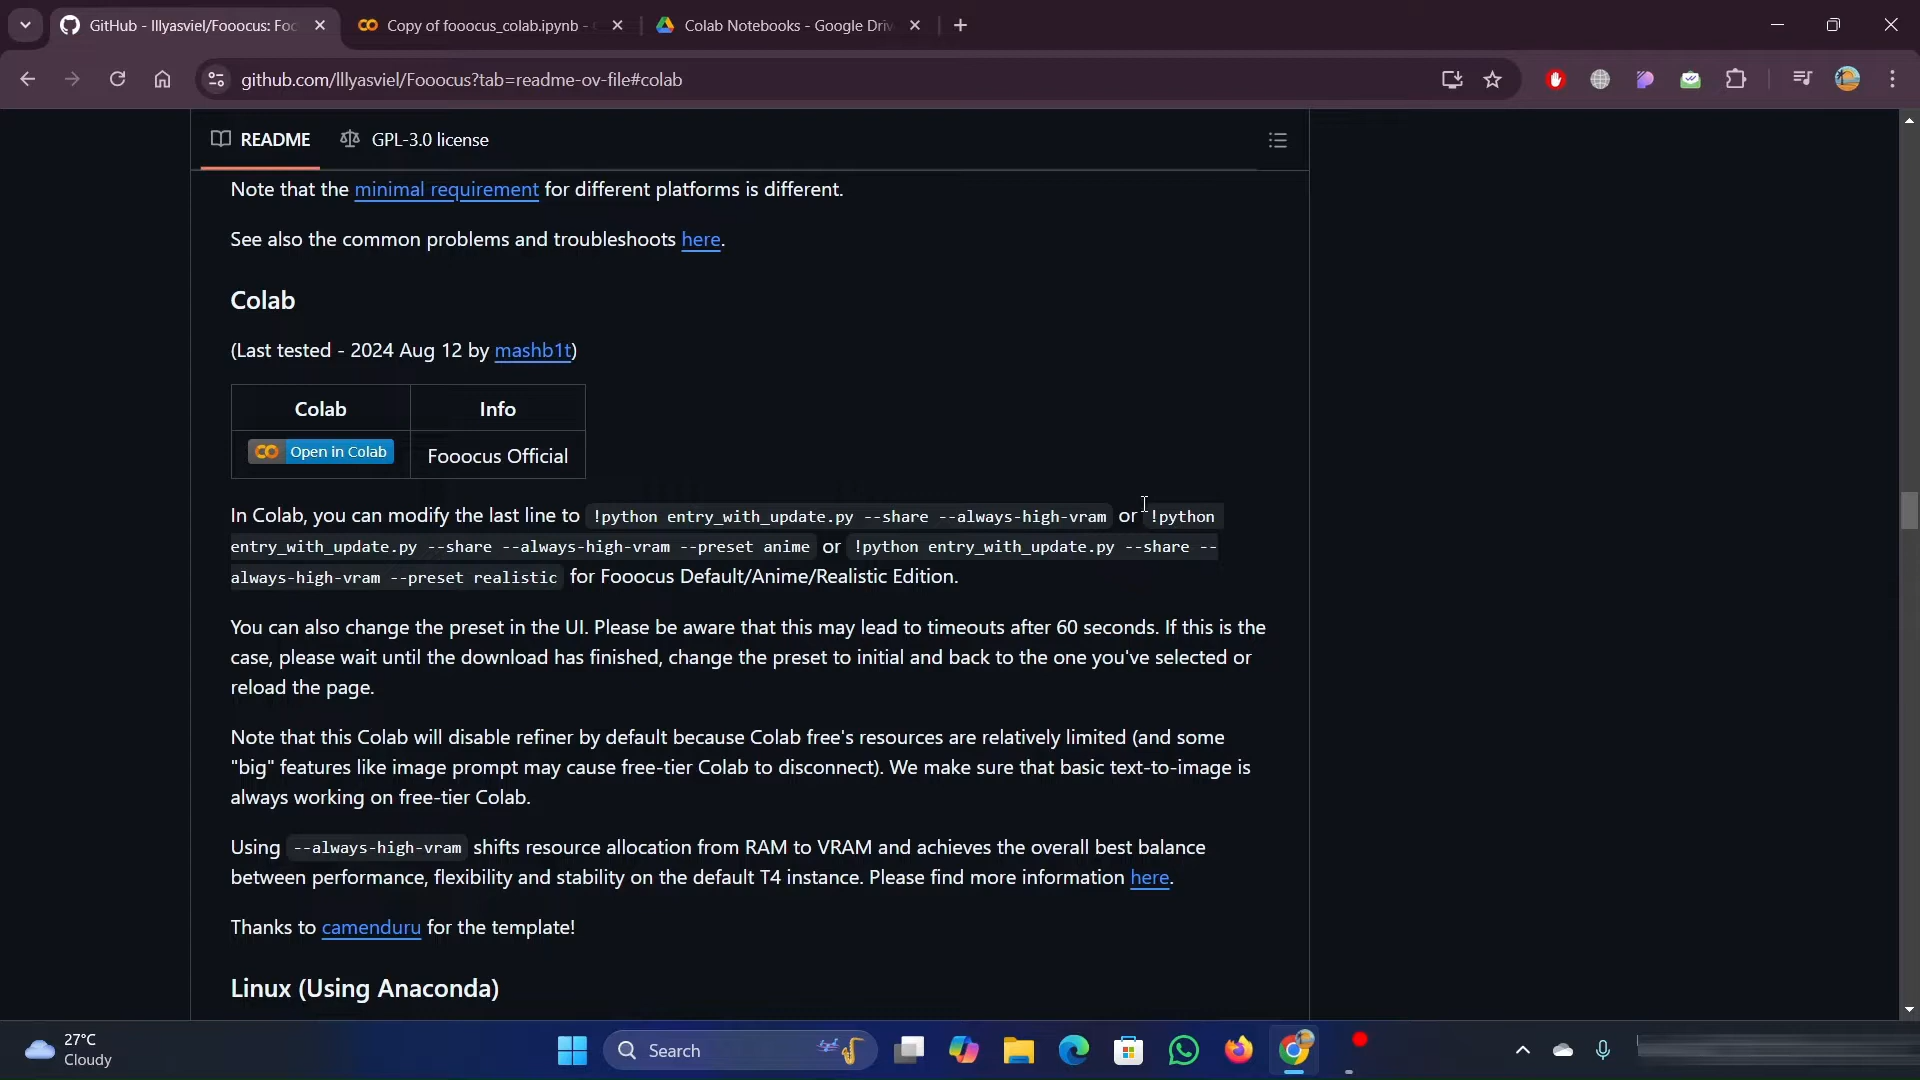 GitHub - lllyasviel/Fooocus: Foo
Copy of fooocus_colab.ipynb -
Colab Notebooks - Google Driv
github.com/lllyasviel/Fooocus?tab=readme-ov-file#colab
README
GPL-3.0 license
Note that the minimal requirement for different platforms is different.
See also the common problems and troubleshoots here.
Colab
(Last tested - 2024 Aug 12 by mashb1t)
Colab Info
Open in Colab Fooocus Official
In Colab, you can modify the last line to !python entry_with_update.py --share --always-high-vram or !python
entry_with_update.py --share --always-high-vram --preset anime or !python entry_with_update.py --share --
always-high-vram --preset realistic for Fooocus Default/Anime/Realistic Edition.
You can also change the preset in the UI. Please be aware that this may lead to timeouts after 60 seconds. If this is the
case, please wait until the download has finished, change the preset to initial and back to the one you've selected or
reload the page.
Note that this Colab will disable refiner by default because Colab free's resources are relatively limited (and some
"big" features like image prompt may cause free-tier Colab to disconnect). We make sure that basic text-to-image is
always working on free-tier Colab.
Using --always-high-vram shifts resource allocation from RAM to VRAM and achieves the overall best balance
between performance, flexibility and stability on the default T4 instance. Please find more information here.
Thanks to camenduru for the template!
Linux (Using Anaconda)
27°C
Cloudy
Search